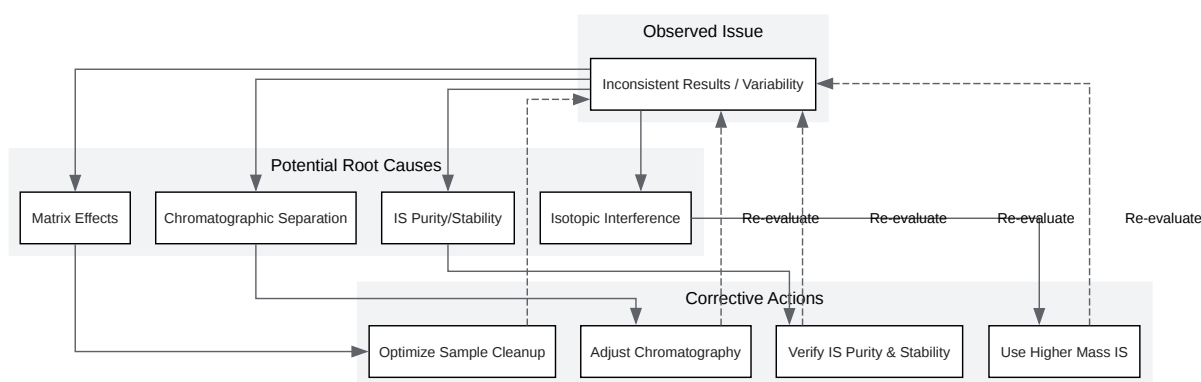 Observed Issue
Inconsistent Results / Variability
Potential Root Causes
Matrix Effects
Chromatographic Separation
IS Purity/Stability
Isotopic Interference
Re-evaluate
Re-evaluate
Re-evaluate
Re-evaluate
Corrective Actions
Optimize Sample Cleanup
Adjust Chromatography
Verify IS Purity & Stability
Use Higher Mass IS